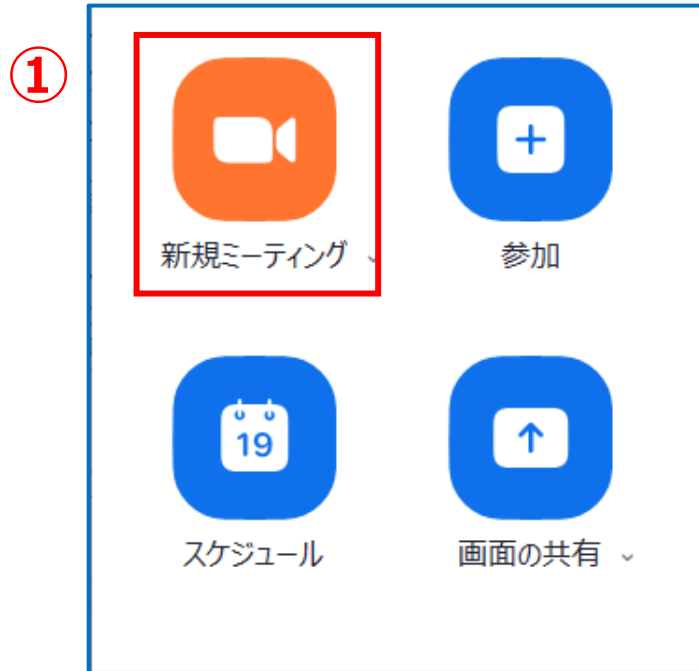 ①
新規ミーティング
参加
19
スケジュール
画面の共有